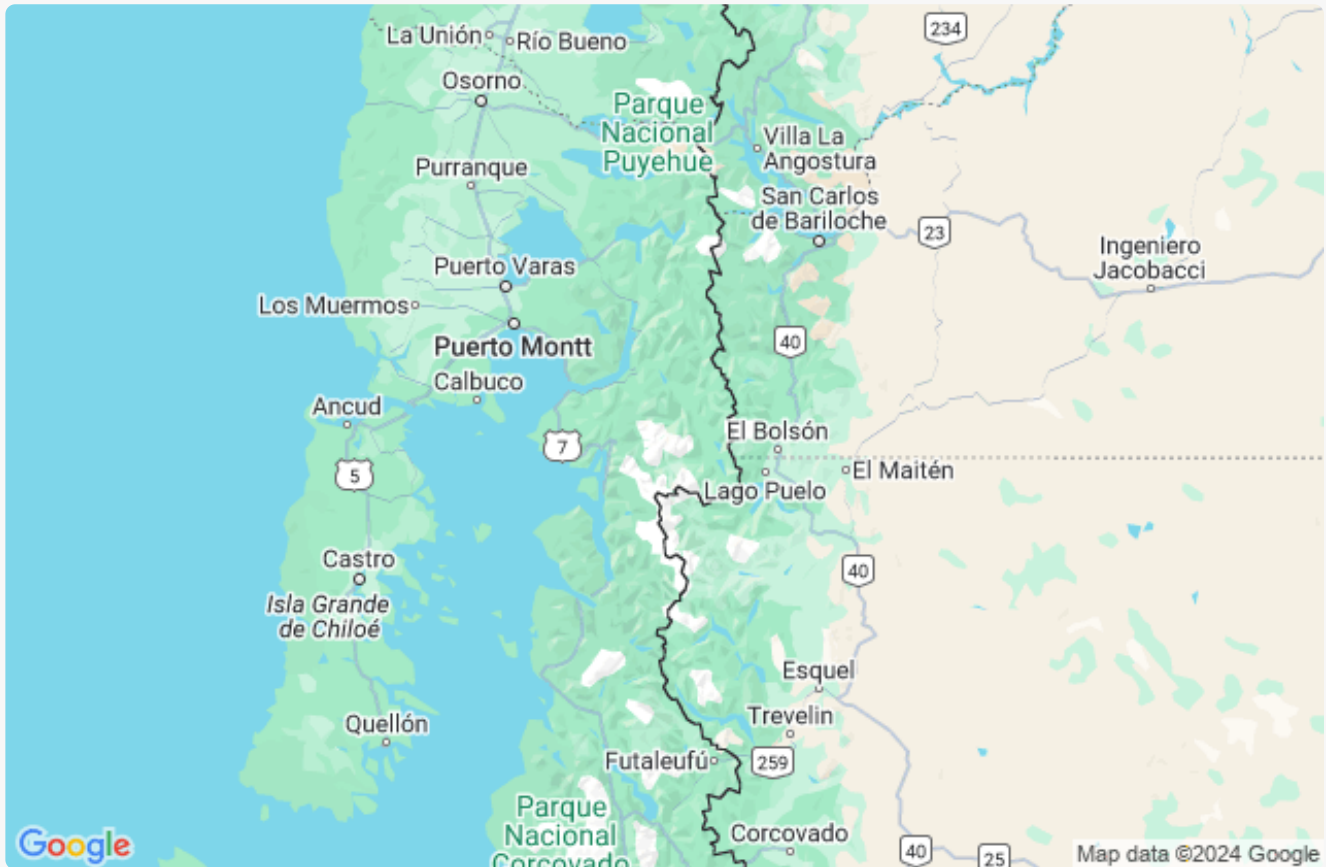 La Unión
Río Bueno
234
Osorno
Parque
Nacional
Puyehue
Villa La
Angostura
Purranque
San Carlos
de Bariloche
23
Ingeniero
Jacobacci
Puerto Varas
Los Muermos
Puerto Montt
40
Calbuco
Ancud
7
El Bolsón
5
El Maitén
Lago Puelo
Castro
40
Isla Grande
de Chiloé
Esquel
Quellón
Trevelin
Futaleufú
259
Parque
Nacional
Corcovado
Corcovado
40
25
Google
Map data ©2024 Google